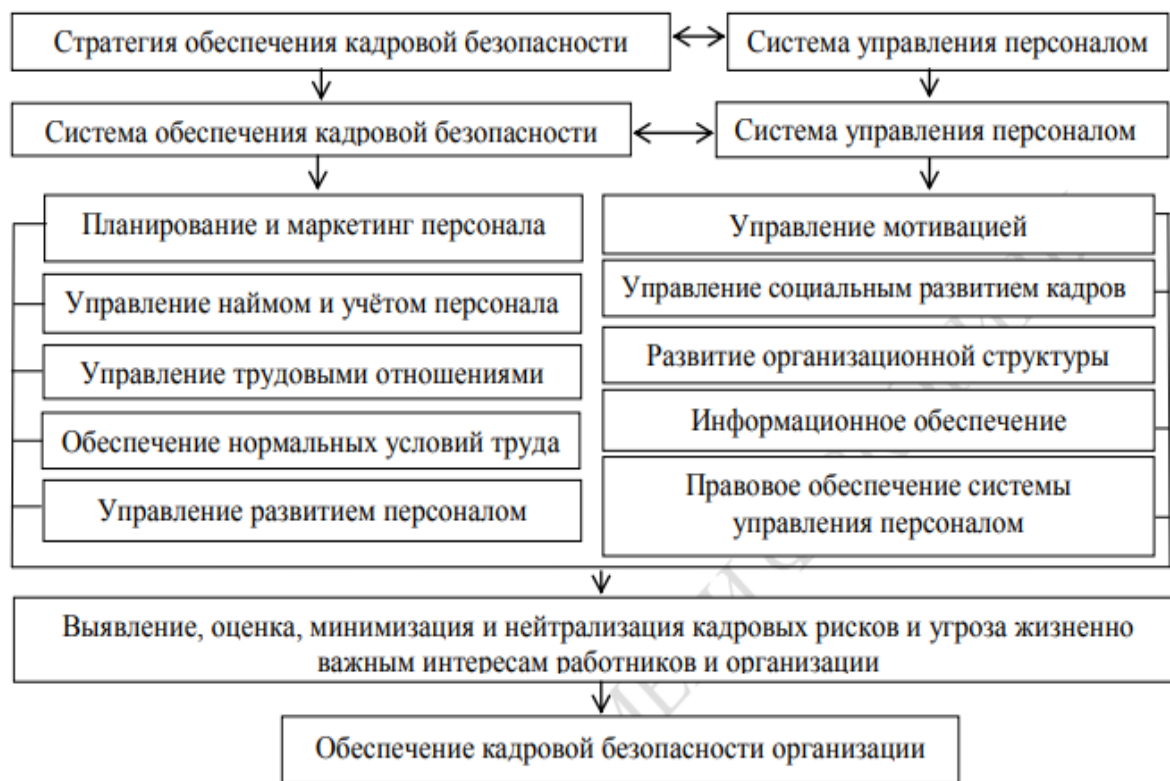 Стратегия обеспечения кадровой безопасности
Система управления персоналом
Система обеспечения кадровой безопасности
Система управления персоналом
Планирование и маркетинг персонала
Управление наймом и учётом персонала
Управление трудовыми отношениями
Обеспечение нормальных условий труда
Управление развитием персоналом
Управление мотивацией
Управление социальным развитием кадров
Развитие организационной структуры
Информационное обеспечение
Правовое обеспечение системы
управления персоналом
Выявление, оценка, минимизация и нейтрализация кадровых рисков и угроза жизненно
важным интересам работников и организации
Обеспечение кадровой безопасности организации